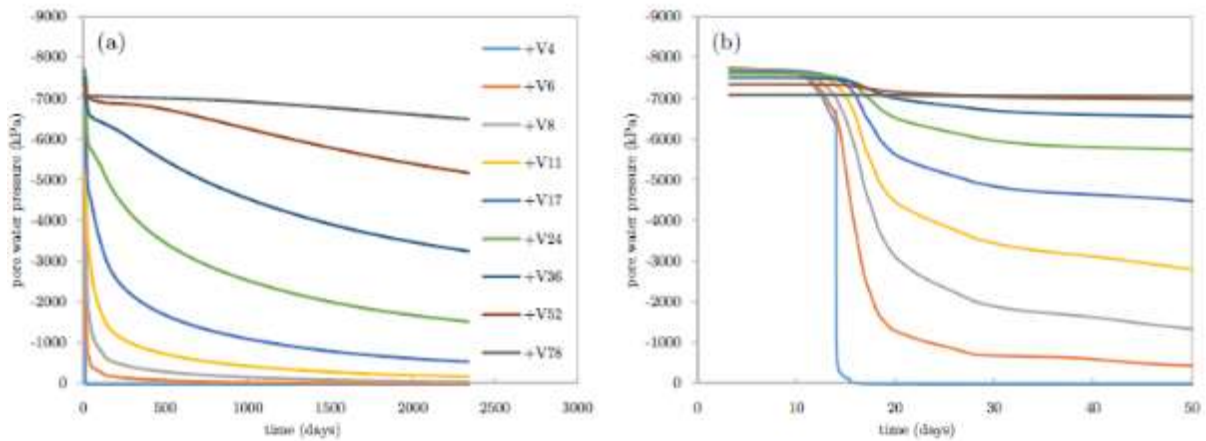 (a)
-9000
-8000
-7000
-6000
-5000
-4000
-3000
-2000
-1000
0
pore water pressure (kPa)
0 500 1000 1500 2000 2500 3000
time (days)
+V4
+V6
+V8
+V11
+V17
+V24
+V36
+V52
+V78
(b)
-9000
-8000
-7000
-6000
-5000
-4000
-3000
-2000
-1000
0
pore water pressure (kPa)
0 10 20 30 40 50
time (days)